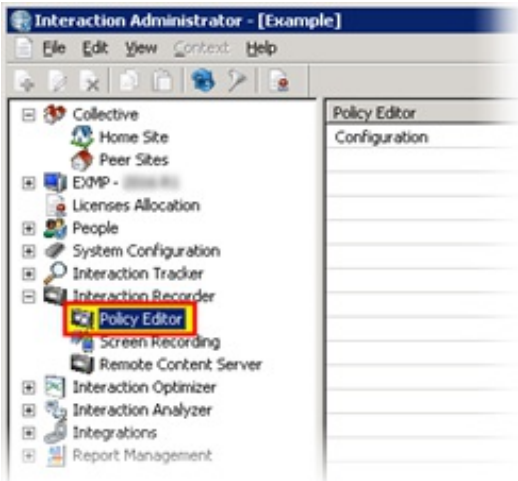 Interaction Administrator - [Example]
File Edit View Context Help
Collective
Home Site
Peer Sites
EXMP -
Licenses Allocation
People
System Configuration
Interaction Tracker
Interaction Recorder
Policy Editor
Screen Recording
Remote Content Server
Interaction Optimizer
Interaction Analyzer
Integrations
Report Management
Policy Editor
Configuration